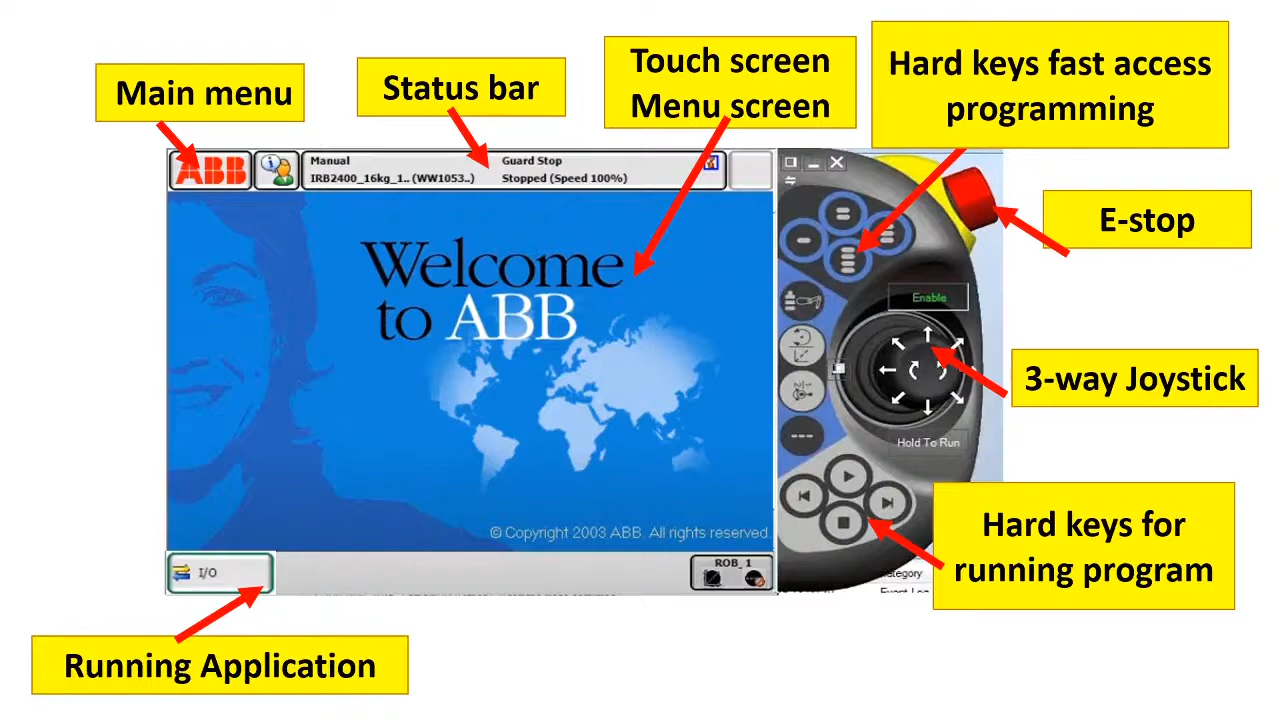 Main menu
Status bar
Touch screen
Menu screen
Hard keys fast access
programming
ABB
Manual
Guard Stop
IRB2400_16kg_1.. (WW1053..)
Stopped (Speed 100%)
E-stop
Welcome
to ABB
Enable
3-way Joystick
Hold To Run
© Copyright 2003 ABB. All rights reserved.
Hard keys for
running program
I/O
ROB_1
ategory
Running Application